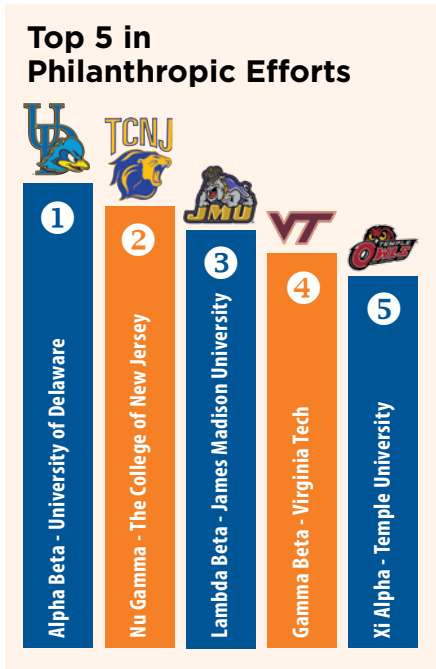 Top 5 in
Philanthropic Efforts
UD
TCNJ
JMU
VT
TEMPLE
OWLS
1
2
3
4
5
Alpha Beta - University of Delaware
Nu Gamma - The College of New Jersey
Lambda Beta - James Madison University
Gamma Beta - Virginia Tech
Xi Alpha - Temple University